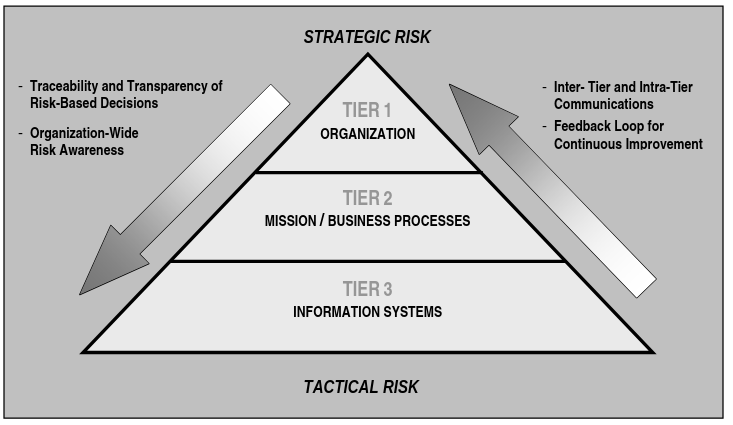 STRATEGIC RISK
- Traceability and Transparency of
Risk-Based Decisions
- Organization-Wide
Risk Awareness
- Inter- Tier and Intra-Tier
Communications
- Feedback Loop for
Continuous Improvement
TIER 1
ORGANIZATION
TIER 2
MISSION / BUSINESS PROCESSES
TIER 3
INFORMATION SYSTEMS
TACTICAL RISK